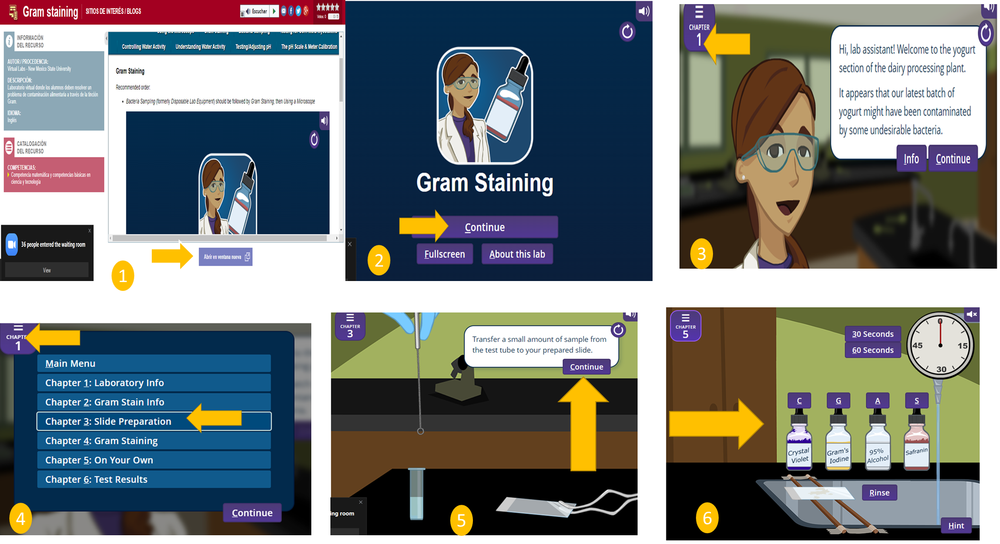 Gram staining
SITIOS DE INTERÉS / BLOGS
Escuchar
Votos: 0
0 / 5
INFORMACIÓN
DEL RECURSO
AUTOR / PROCEDENCIA:
Virtual Labs - New Mexico State University
DESCRIPCIÓN:
Laboratorio virtual donde los alumnos deben resolver un
problema de contaminación alimentaria a través de la tinción
Gram.
IDIOMA:
Inglés
CATALOGACIÓN
DEL RECURSO
COMPETENCIAS:
Competencia matemática y competencias básicas en
ciencia y tecnología
36 people entered the waiting room
View
Controlling Water Activity Understanding Water Activity Testing/Adjusting pH The pH Scale & Meter Calibration
Gram Staining
Recommended order:
• Bacteria Sampling (formerly Disposable Lab Equipment) should be followed by Gram Staining, then Using a Microscope
Abrir en ventana nueva
1
Gram Staining
Continue
Fullscreen
About this lab
2
CHAPTER
1
Hi, lab assistant! Welcome to the yogurt
section of the dairy processing plant.
It appears that our latest batch of
yogurt might have been contaminated
by some undesirable bacteria.
Info
Continue
3
CHAPTE
1
Main Menu
Chapter 1: Laboratory Info
Chapter 2: Gram Stain Info
Chapter 3: Slide Preparation
Chapter 4: Gram Staining
Chapter 5: On Your Own
Chapter 6: Test Results
Continue
4
CHAPTER
3
Transfer a small amount of sample from
the test tube to your prepared slide.
Continue
ing room
5
CHAPTER
5
30 Seconds
60 Seconds
0
15
30
45
C
G
A
S
Crystal
Violet
Gram's
Iodine
95%
Alcohol
Safranin
Rinse
Hint
6